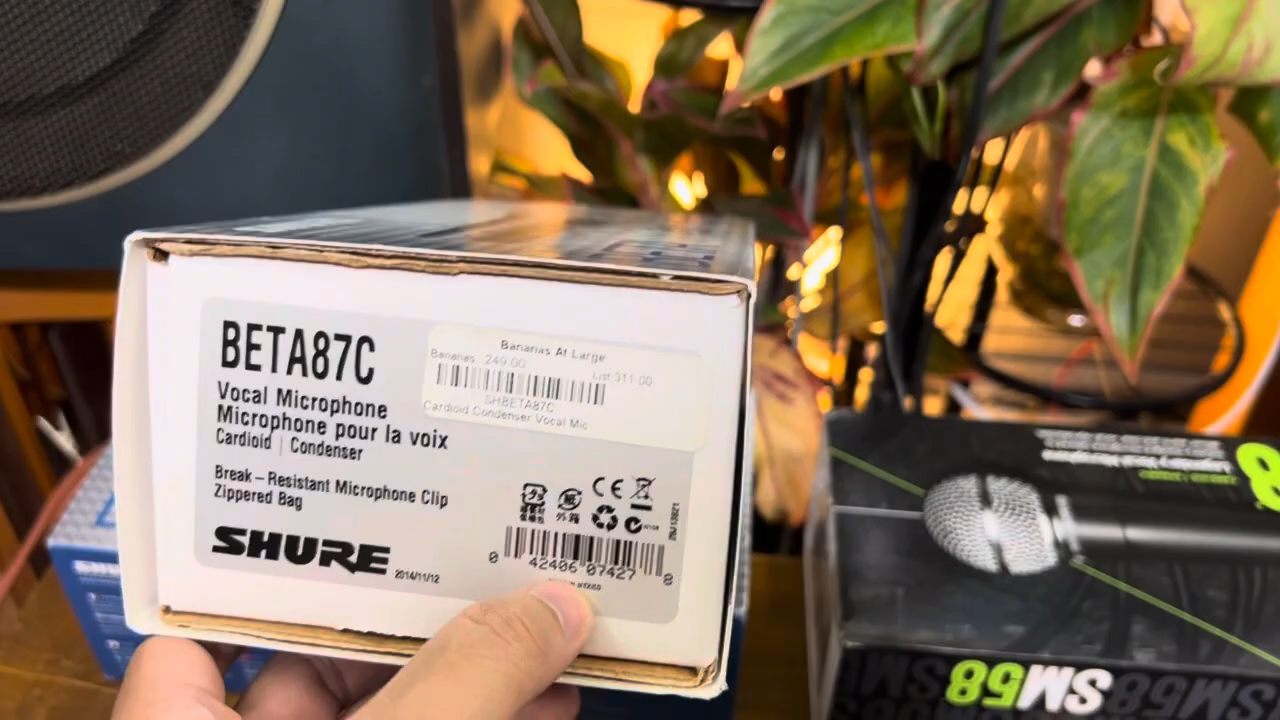 BETA87C
Vocal Microphone
Microphone pour la voix
Cardioid | Condenser
Break-Resistant Microphone Clip
Zippered Bag
SHURE 2014/11/12
Bananas At Large
Bananas 249.00 List:311.00
SHBETA87C
Cardioid Condenser Vocal Mic
0 42406 07427 8
SM58
SM58
SM58